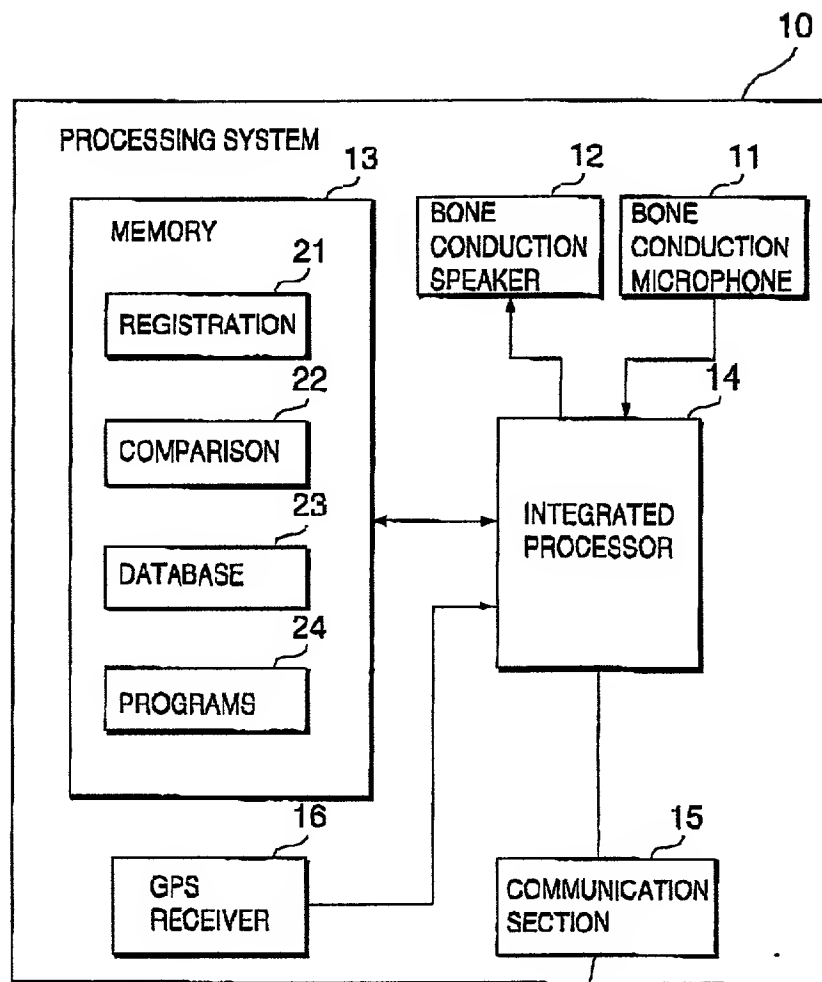 10
PROCESSING SYSTEM
13
12
11
MEMORY
BONE
CONDUCTION
SPEAKER
BONE
CONDUCTION
MICROPHONE
21
REGISTRATION
22
COMPARISON
14
INTEGRATED
PROCESSOR
23
DATABASE
24
PROGRAMS
16
GPS
RECEIVER
15
COMMUNICATION
SECTION